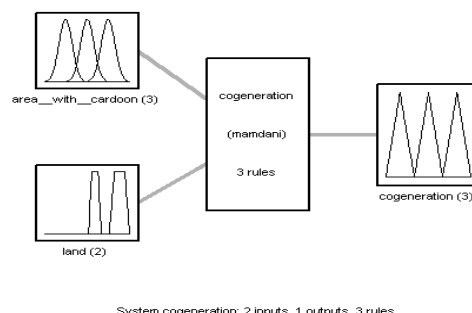 area__with__cardoon (3)
cogeneration
(mamdani)
3 rules
cogeneration (3)
land (2)
System cogeneration: 2 inputs, 1 outputs, 3 rules